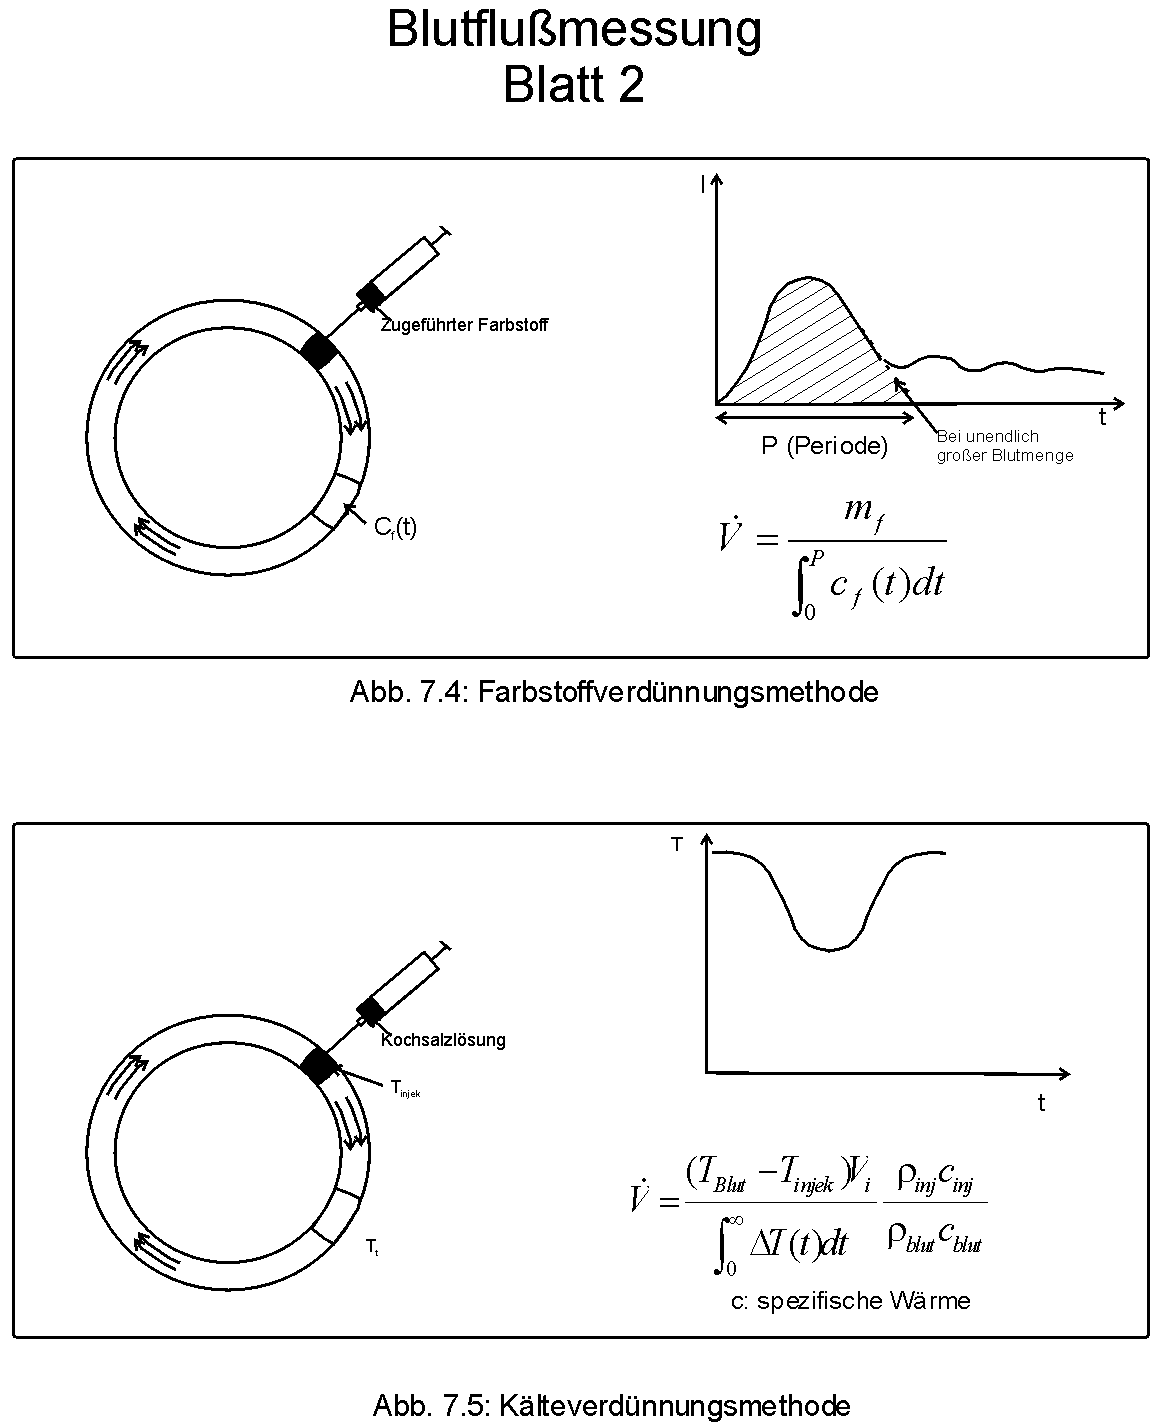 Blutflußmessung
Blatt 2
I
Zugeführter Farbstoff
t
P (Periode)
Bei unendlich
großer Blutmenge
C_f(t)
V̇ = m_f / ∫_0^P c_f (t)dt
Abb. 7.4: Farbstoffverdünnungsmethode
T
Kochsalzlösung
T_injek
t
V̇ = (T_Blut − T_injek)V_i / ∫_0^∞ ΔT(t)dt ρ_inj c_inj / ρ_blut c_blut
T_t
c: spezifische Wärme
Abb. 7.5: Kälteverdünnungsmethode